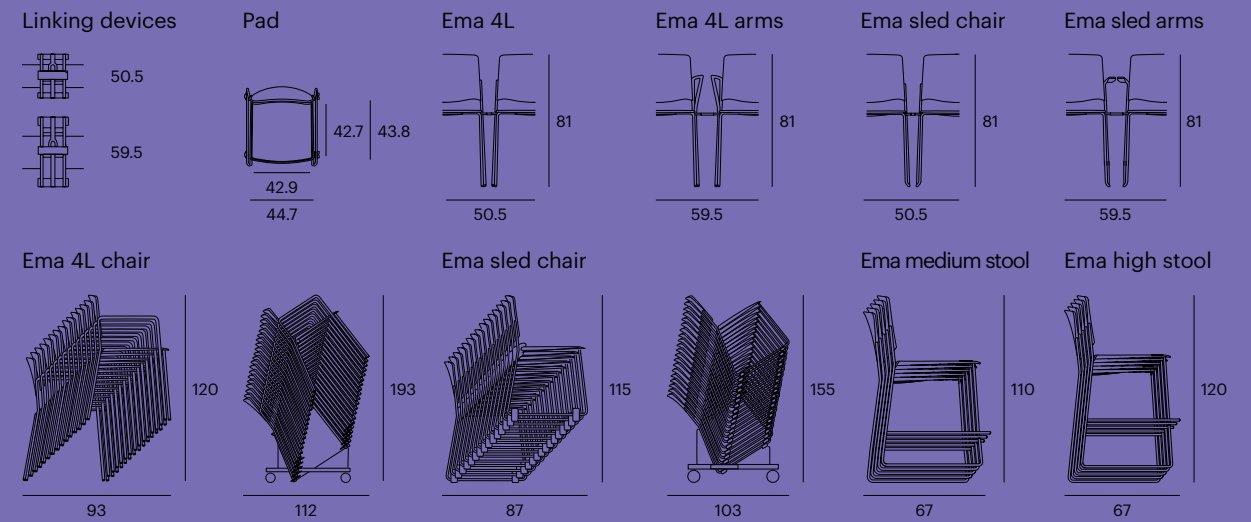 Linking devices
50.5
59.5
Pad
42.7
43.8
42.9
44.7
Ema 4L
81
50.5
Ema 4L arms
81
59.5
Ema sled chair
81
50.5
Ema sled arms
81
59.5
Ema 4L chair
120
93
193
112
Ema sled chair
115
87
155
103
Ema medium stool
110
67
Ema high stool
120
67